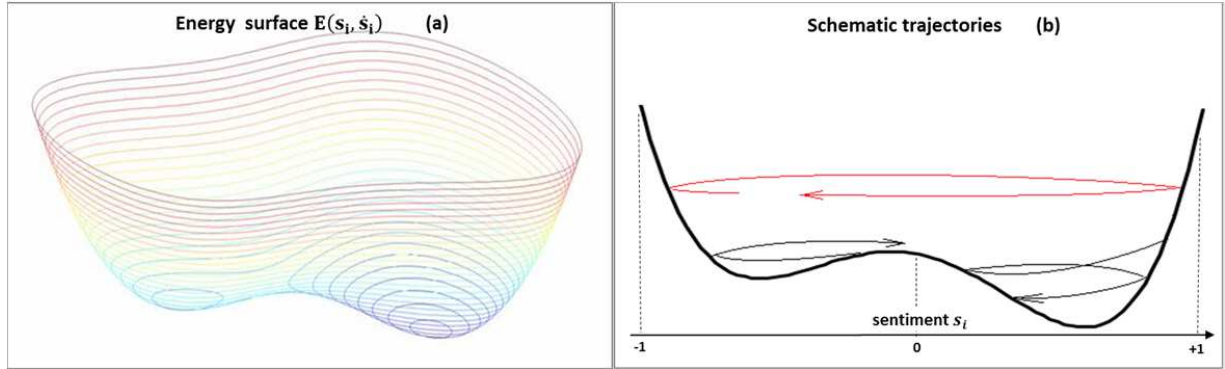 Energy surface E(sᵢ, ṡᵢ) (a)
Schematic trajectories (b)
sentiment sᵢ
-1
0
+1